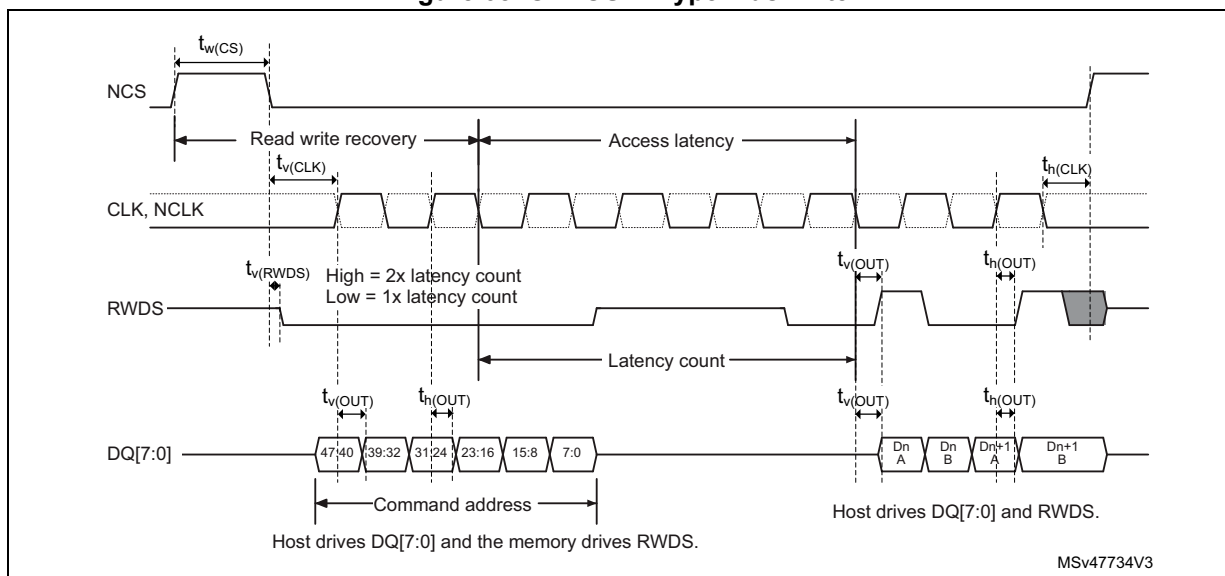 tw(CS)
NCS
Read write recovery
Access latency
tv(CLK)
th(CLK)
CLK, NCLK
tv(RWDS)
High = 2x latency count
Low = 1x latency count
tv(OUT)
th(OUT)
RWDS
Latency count
tv(OUT)
th(OUT)
tv(OUT)
th(OUT)
DQ[7:0]
47:40
39:32
31:24
23:16
15:8
7:0
Dn
A
Dn
B
Dn+1
A
Dn+1
B
Command address
Host drives DQ[7:0] and RWDS.
Host drives DQ[7:0] and the memory drives RWDS.
MSv47734V3